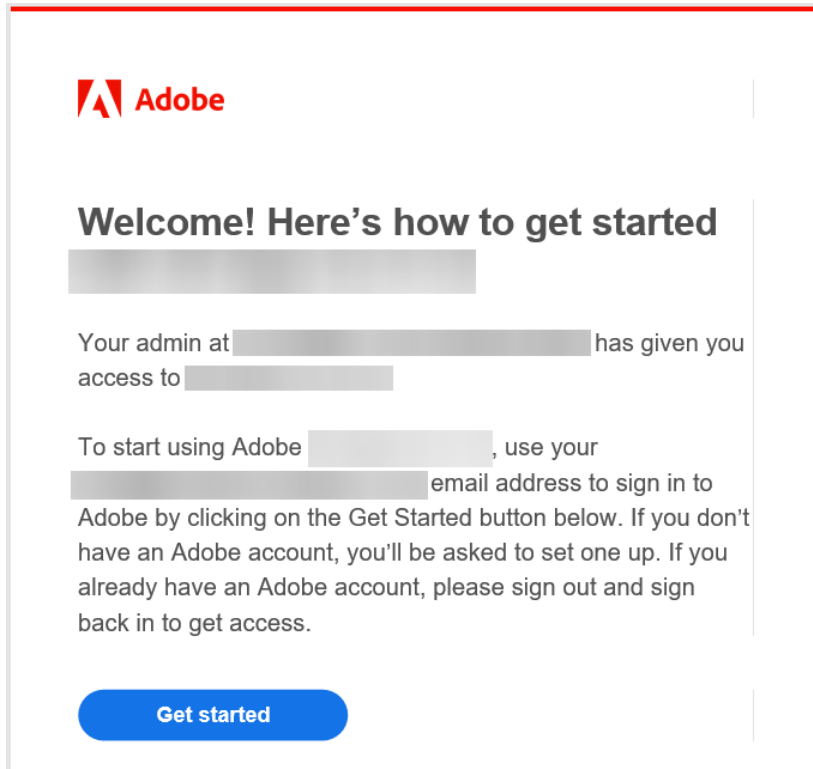 Adobe
Welcome! Here’s how to get started
Your admin at has given you
access to
To start using Adobe , use your
email address to sign in to
Adobe by clicking on the Get Started button below. If you don’t
have an Adobe account, you’ll be asked to set one up. If you
already have an Adobe account, please sign out and sign
back in to get access.
Get started